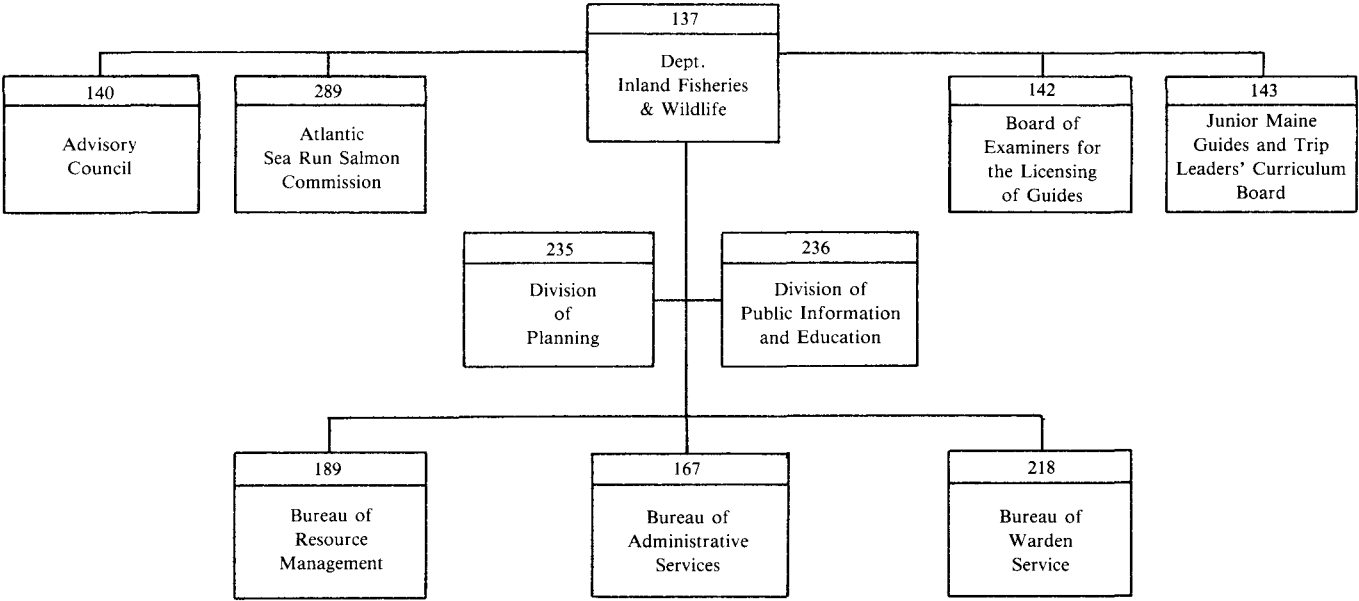 137
Dept.
Inland Fisheries
& Wildlife
140
Advisory
Council
289
Atlantic
Sea Run Salmon
Commission
142
Board of
Examiners for
the Licensing
of Guides
143
Junior Maine
Guides and Trip
Leaders' Curriculum
Board
235
Division
of
Planning
236
Division of
Public Information
and Education
189
Bureau of
Resource
Management
167
Bureau of
Administrative
Services
218
Bureau of
Warden
Service